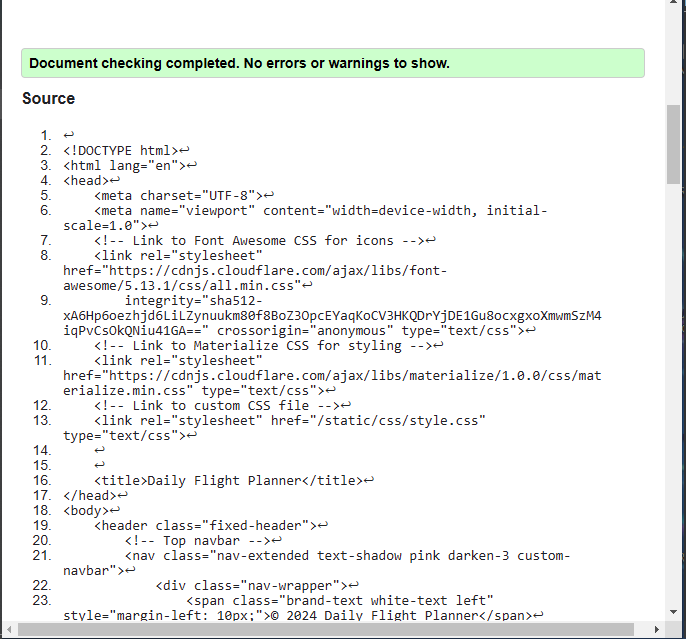 Document checking completed. No errors or warnings to show.
Source
1. ↩
2. <!DOCTYPE html>↩
3. <html lang="en">↩
4. <head>↩
5. <meta charset="UTF-8">↩
6. <meta name="viewport" content="width=device-width, initial-
scale=1.0">↩
7. <!-- Link to Font Awesome CSS for icons -->↩
8. <link rel="stylesheet"
href="https://cdnjs.cloudflare.com/ajax/libs/font-
awesome/5.13.1/css/all.min.css"↩
9. integrity="sha512-
xA6Hp6oezhjd6LiLZynuukm80f8BoZ3OpcEYaqKoCV3HKQDrYjDE1Gu8ocxgxoXmwmSzM4
iqPvCsOkQNiu41GA==" crossorigin="anonymous" type="text/css">↩
10. <!-- Link to Materialize CSS for styling -->↩
11. <link rel="stylesheet"
href="https://cdnjs.cloudflare.com/ajax/libs/materialize/1.0.0/css/mat
erialize.min.css" type="text/css">↩
12. <!-- Link to custom CSS file -->↩
13. <link rel="stylesheet" href="/static/css/style.css"
type="text/css">↩
14. ↩
15. ↩
16. <title>Daily Flight Planner</title>↩
17. </head>↩
18. <body>↩
19. <header class="fixed-header">↩
20. <!-- Top navbar -->↩
21. <nav class="nav-extended text-shadow pink darken-3 custom-
navbar">↩
22. <div class="nav-wrapper">↩
23. <span class="brand-text white-text left"
style="margin-left: 10px;">© 2024 Daily Flight Planner</span>↩